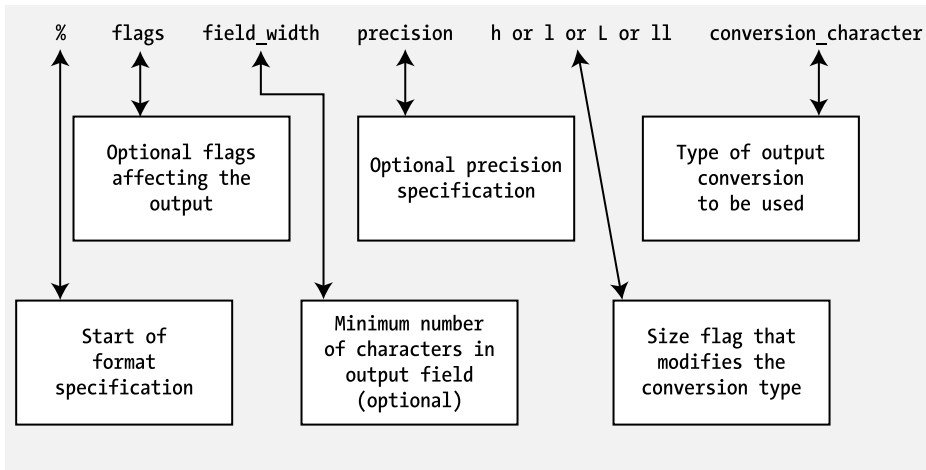 % flags field_width precision h or l or L or ll conversion_character
Optional flags
affecting the
output
Optional precision
specification
Type of output
conversion
to be used
Start of
format
specification
Minimum number
of characters in
output field
(optional)
Size flag that
modifies the
conversion type